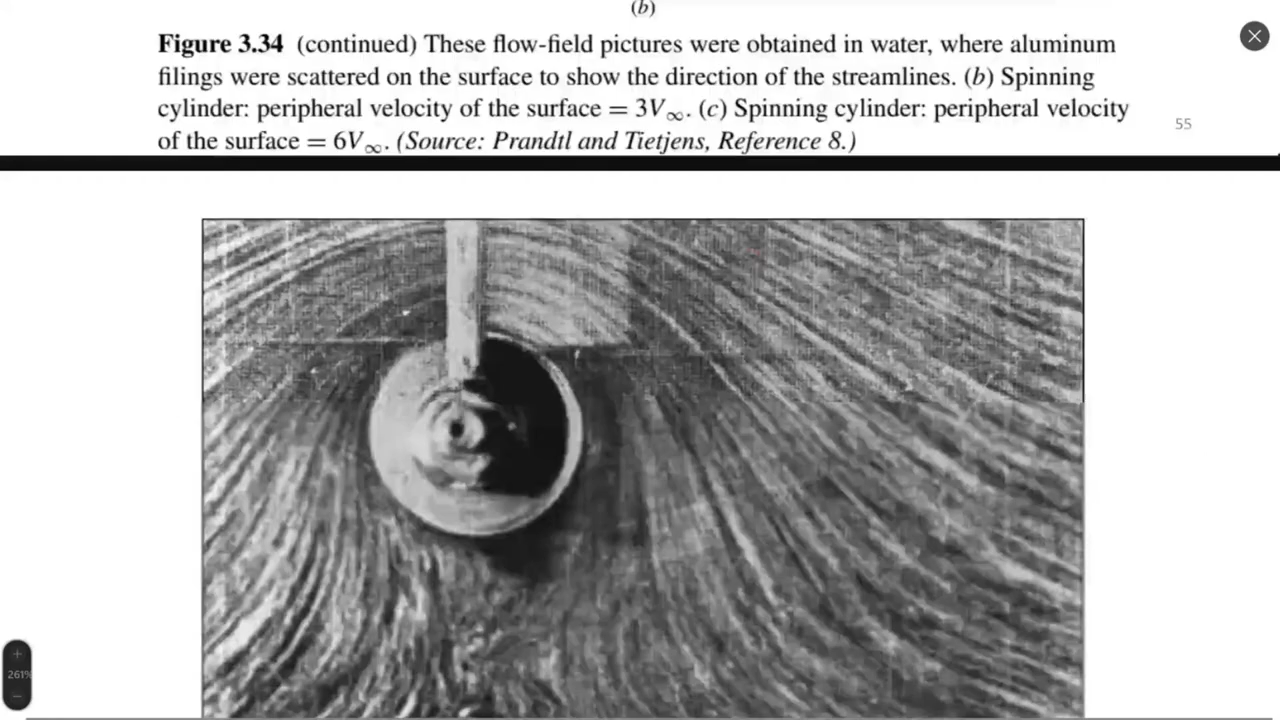 (b)
Figure 3.34 (continued) These flow-field pictures were obtained in water, where aluminum
filings were scattered on the surface to show the direction of the streamlines. (b) Spinning
cylinder: peripheral velocity of the surface = 3V∞. (c) Spinning cylinder: peripheral velocity
of the surface = 6V∞. (Source: Prandtl and Tietjens, Reference 8.)
55
261%